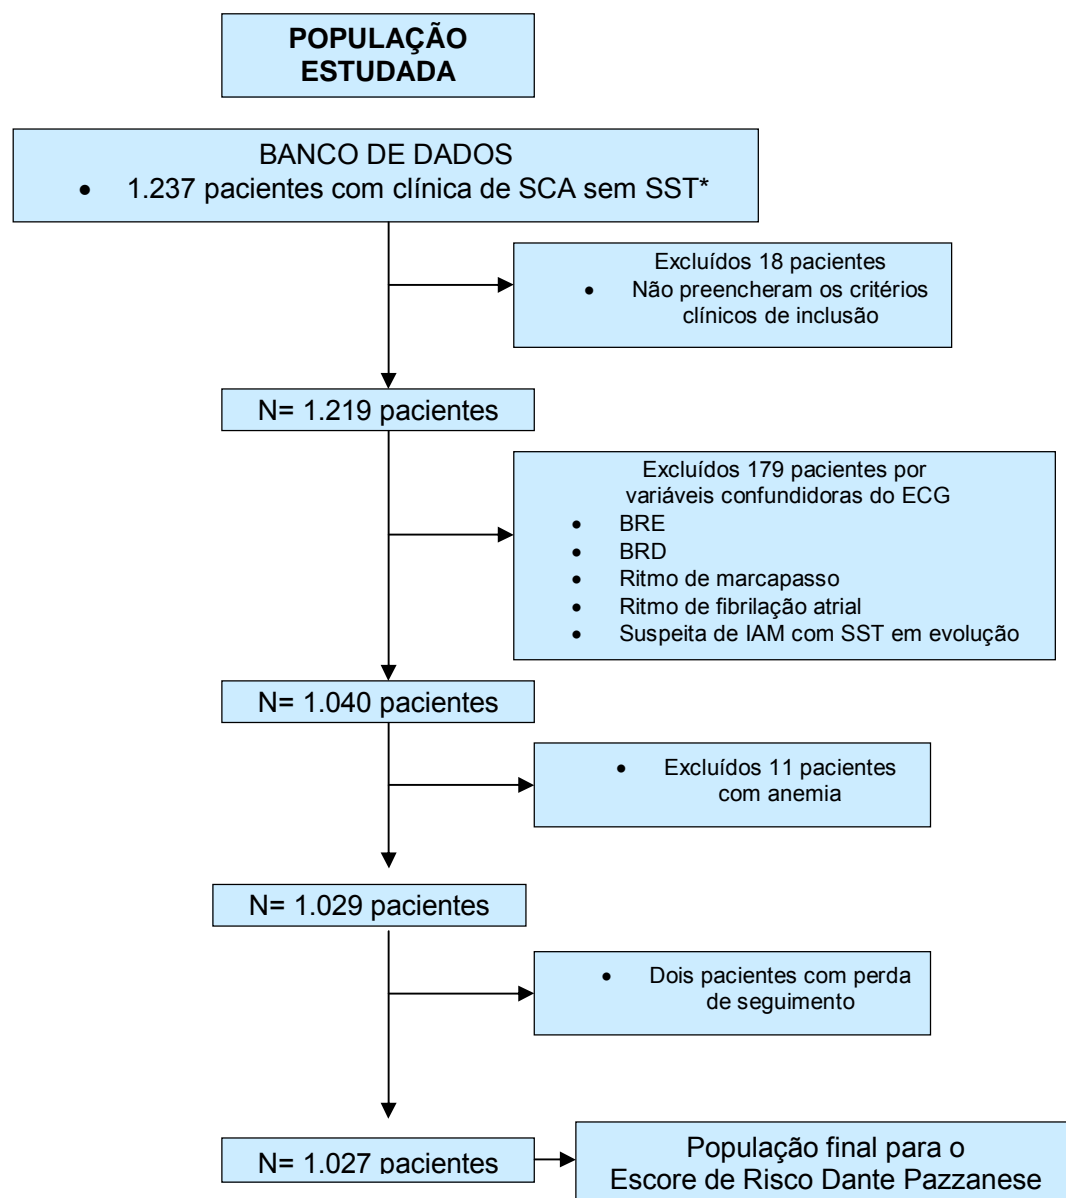 POPULAÇÃO
ESTUDADA
BANCO DE DADOS
• 1.237 pacientes com clínica de SCA sem SST*
Excluídos 18 pacientes
• Não preencheram os critérios
clínicos de inclusão
N= 1.219 pacientes
Excluídos 179 pacientes por
variáveis confundidoras do ECG
• BRE
• BRD
• Ritmo de marcapasso
• Ritmo de fibrilação atrial
• Suspeita de IAM com SST em evolução
N= 1.040 pacientes
• Excluídos 11 pacientes
com anemia
N= 1.029 pacientes
• Dois pacientes com perda
de seguimento
N= 1.027 pacientes
População final para o
Escore de Risco Dante Pazzanese